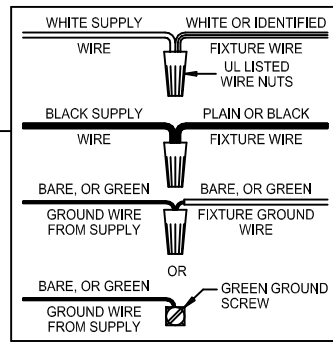 WHITE SUPPLY WIRE
WHITE OR IDENTIFIED FIXTURE WIRE
UL LISTED
WIRE NUTS
BLACK SUPPLY WIRE
PLAIN OR BLACK FIXTURE WIRE
BARE, OR GREEN
GROUND WIRE
FROM SUPPLY
BARE, OR GREEN
FIXTURE GROUND
WIRE
OR
BARE, OR GREEN
GROUND WIRE
FROM SUPPLY
GREEN GROUND
SCREW